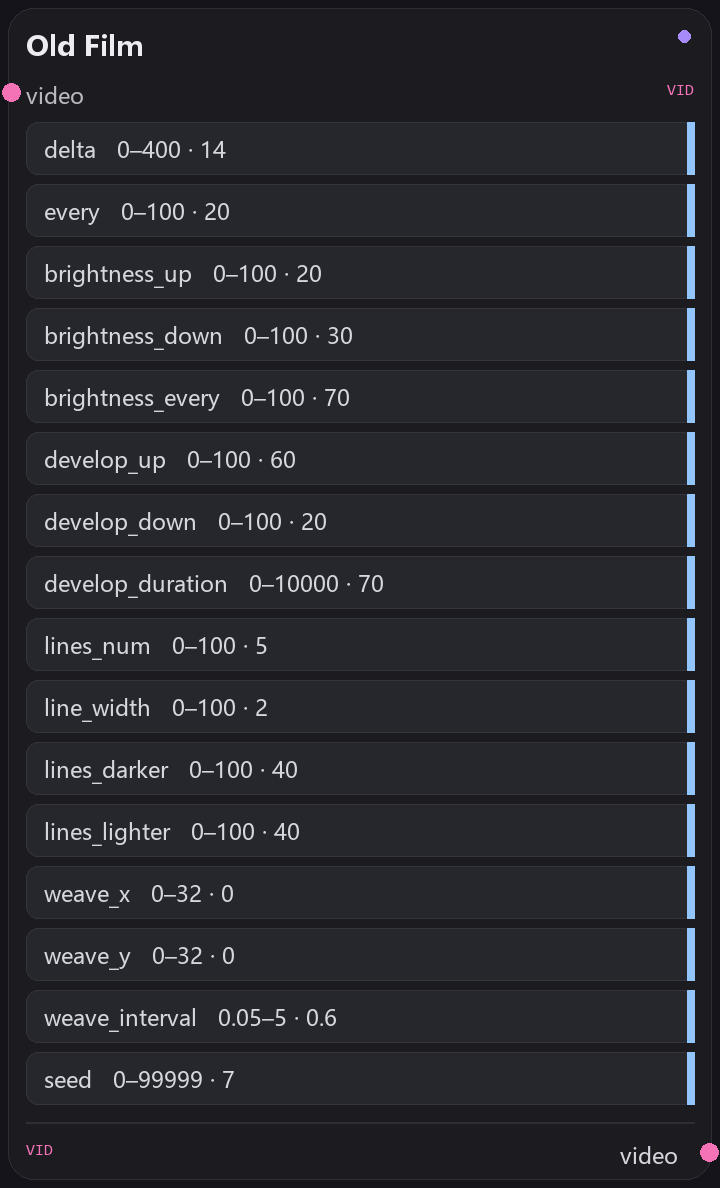 Old Film
video VID
delta 0–400 · 14
every 0–100 · 20
brightness_up 0–100 · 20
brightness_down 0–100 · 30
brightness_every 0–100 · 70
develop_up 0–100 · 60
develop_down 0–100 · 20
develop_duration 0–10000 · 70
lines_num 0–100 · 5
line_width 0–100 · 2
lines_darker 0–100 · 40
lines_lighter 0–100 · 40
weave_x 0–32 · 0
weave_y 0–32 · 0
weave_interval 0.05–5 · 0.6
seed 0–99999 · 7
VID video